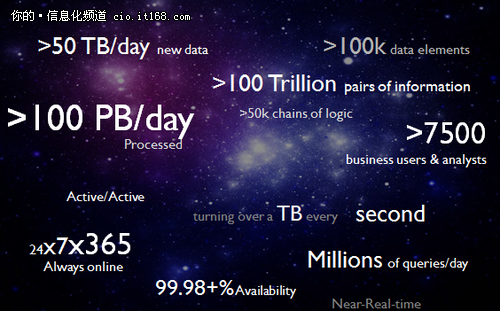 你的·信息化频道 cio.it168.com
>50 TB/day new data
>100k data elements
>100 Trillion pairs of information
>100 PB/day
Processed
>50k chains of logic
>7500
business users & analysts
Active/Active
turning over a TB every second
24x7x365
Always online
Millions of queries/day
99.98+% Availability
Near-Real-time